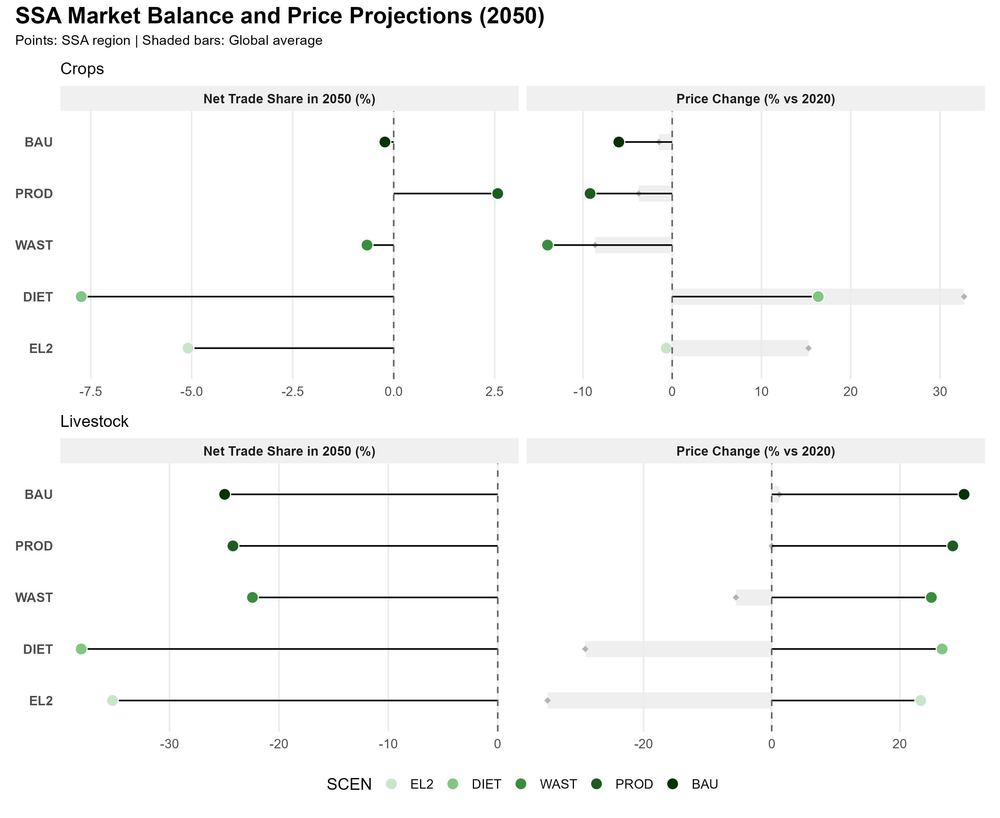 SSA Market Balance and Price Projections (2050)
Points: SSA region | Shaded bars: Global average
Crops
Net Trade Share in 2050 (%)
Price Change (% vs 2020)
BAU
PROD
WAST
DIET
EL2
-7.5 -5.0 -2.5 0.0 2.5
-10 0 10 20 30
Livestock
Net Trade Share in 2050 (%)
Price Change (% vs 2020)
BAU
PROD
WAST
DIET
EL2
-30 -20 -10 0
-20 0 20
SCEN EL2 DIET WAST PROD BAU